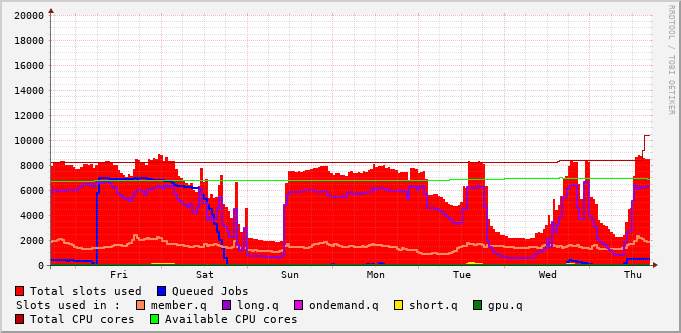 RRDTOOL / TOBI OETIKER
20000
18000
16000
14000
12000
10000
8000
6000
4000
2000
0
Fri Sat Sun Mon Tue Wed Thu
Total slots used Queued Jobs
Slots used in : member.q long.q ondemand.q short.q gpu.q
Total CPU cores Available CPU cores